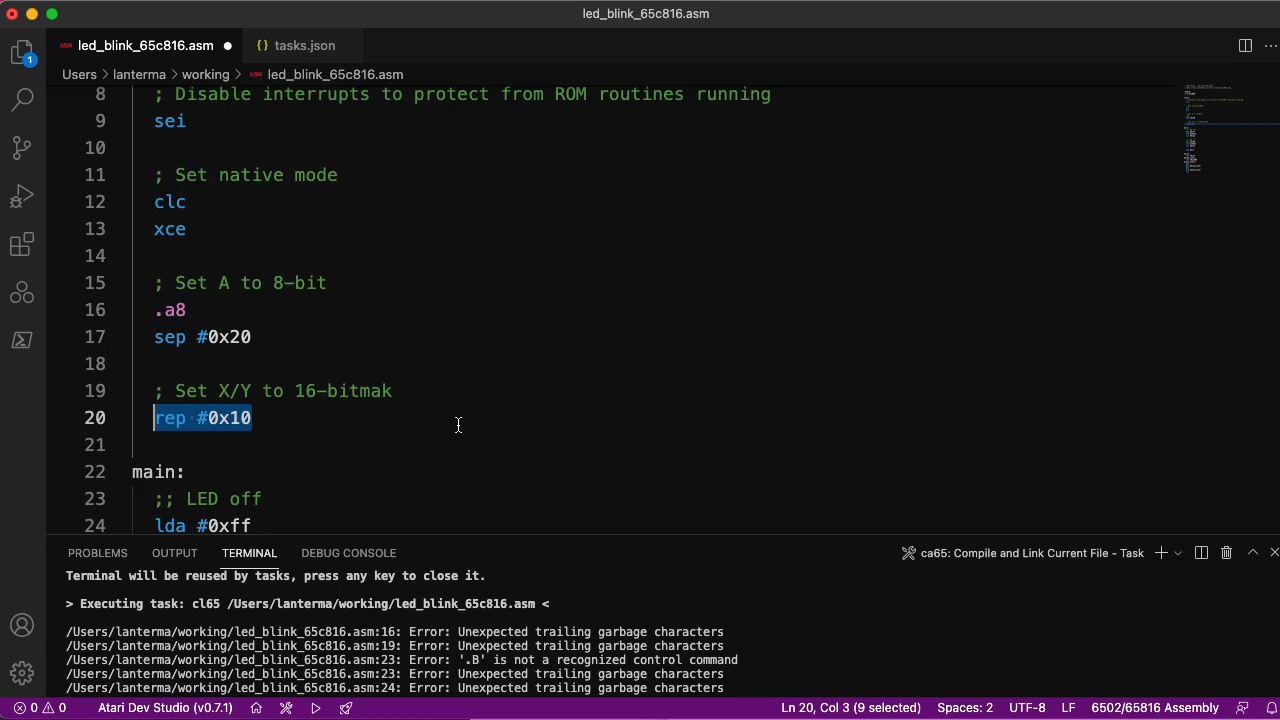 led_blink_65c816.asm
ASM led_blink_65c816.asm ● {} tasks.json
Users > lanterma > working > ASM led_blink_65c816.asm
1
8 ; Disable interrupts to protect from ROM routines running
9 sei
10
11 ; Set native mode
12 clc
13 xce
14
15 ; Set A to 8-bit
16 .a8
17 sep #0x20
18
19 ; Set X/Y to 16-bitmak
20 rep #0x10
21
22 main:
23 ;; LED off
24 lda #0xff
PROBLEMS OUTPUT TERMINAL DEBUG CONSOLE ca65: Compile and Link Current File - Task
Terminal will be reused by tasks, press any key to close it.
> Executing task: cl65 /Users/lanterma/working/led_blink_65c816.asm <
/Users/lanterma/working/led_blink_65c816.asm:16: Error: Unexpected trailing garbage characters
/Users/lanterma/working/led_blink_65c816.asm:19: Error: Unexpected trailing garbage characters
/Users/lanterma/working/led_blink_65c816.asm:23: Error: '.B' is not a recognized control command
/Users/lanterma/working/led_blink_65c816.asm:23: Error: Unexpected trailing garbage characters
/Users/lanterma/working/led_blink_65c816.asm:24: Error: Unexpected trailing garbage characters
0 0 Atari Dev Studio (v0.7.1) Ln 20, Col 3 (9 selected) Spaces: 2 UTF-8 LF 6502/65816 Assembly